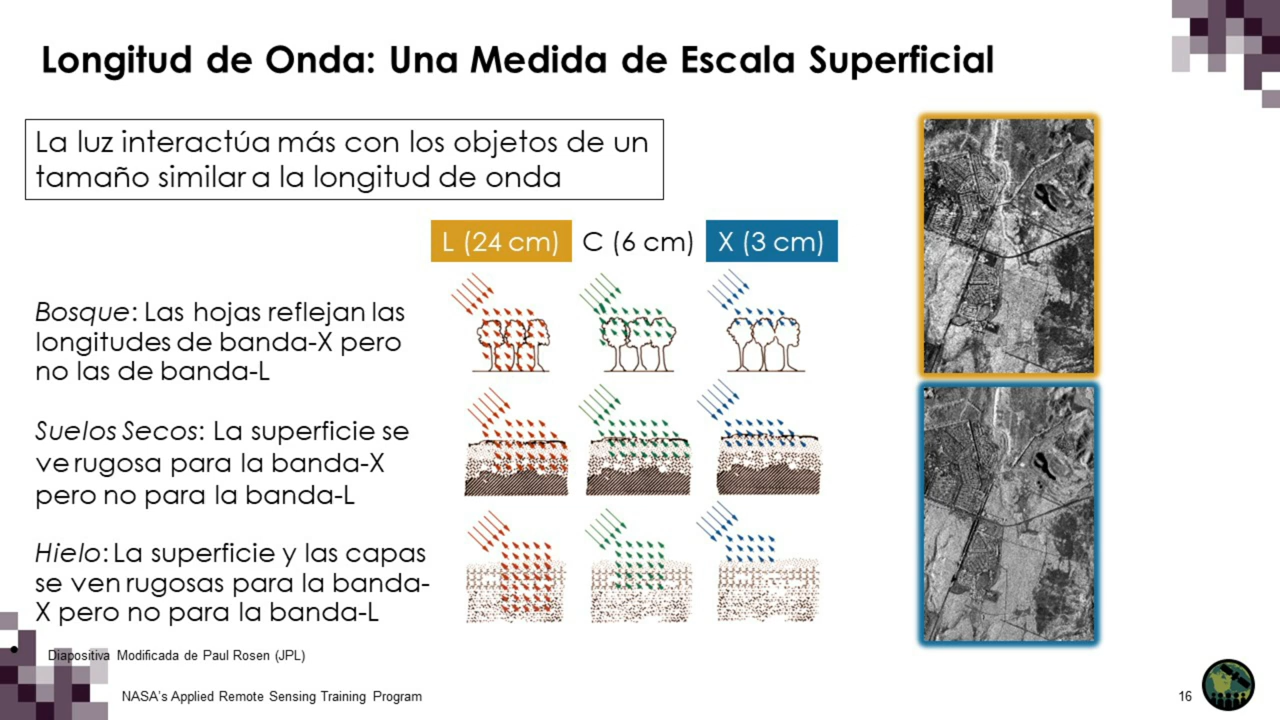 Longitud de Onda: Una Medida de Escala Superficial
La luz interactúa más con los objetos de un
tamaño similar a la longitud de onda
L (24 cm) C (6 cm) X (3 cm)
Bosque: Las hojas reflejan las
longitudes de banda-X pero
no las de banda-L
Suelos Secos: La superficie se
ve rugosa para la banda-X
pero no para la banda-L
Hielo: La superficie y las capas
se ven rugosas para la banda-
X pero no para la banda-L
Diapositiva Modificada de Paul Rosen (JPL)
NASA's Applied Remote Sensing Training Program
16